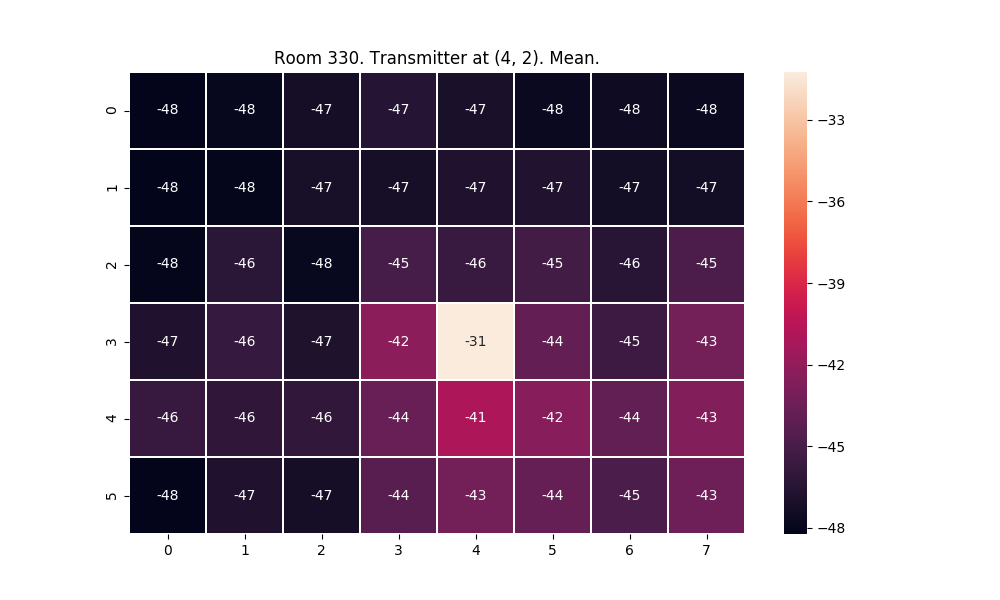 Room 330. Transmitter at (4, 2). Mean.
0 -48 -48 -47 -47 -47 -48 -48 -48
1 -48 -48 -47 -47 -47 -47 -47 -47
2 -48 -46 -48 -45 -46 -45 -46 -45
3 -47 -46 -47 -42 -31 -44 -45 -43
4 -46 -46 -46 -44 -41 -42 -44 -43
5 -48 -47 -47 -44 -43 -44 -45 -43
0 1 2 3 4 5 6 7
−33
−36
−39
−42
−45
−48